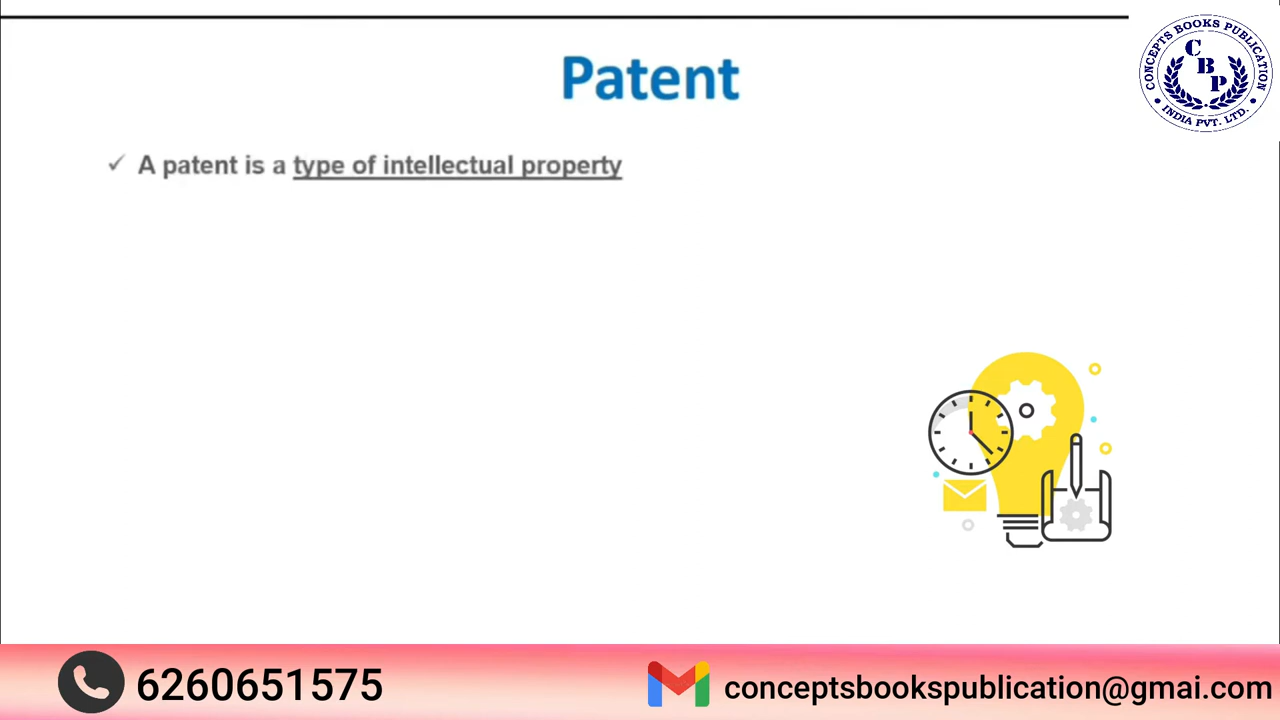 Patent
✓ A patent is a type of intellectual property
CONCEPTS BOOKS PUBLICATION
C
B
P
• INDIA PVT. LTD. •
6260651575
conceptsbookspublication@gmai.com